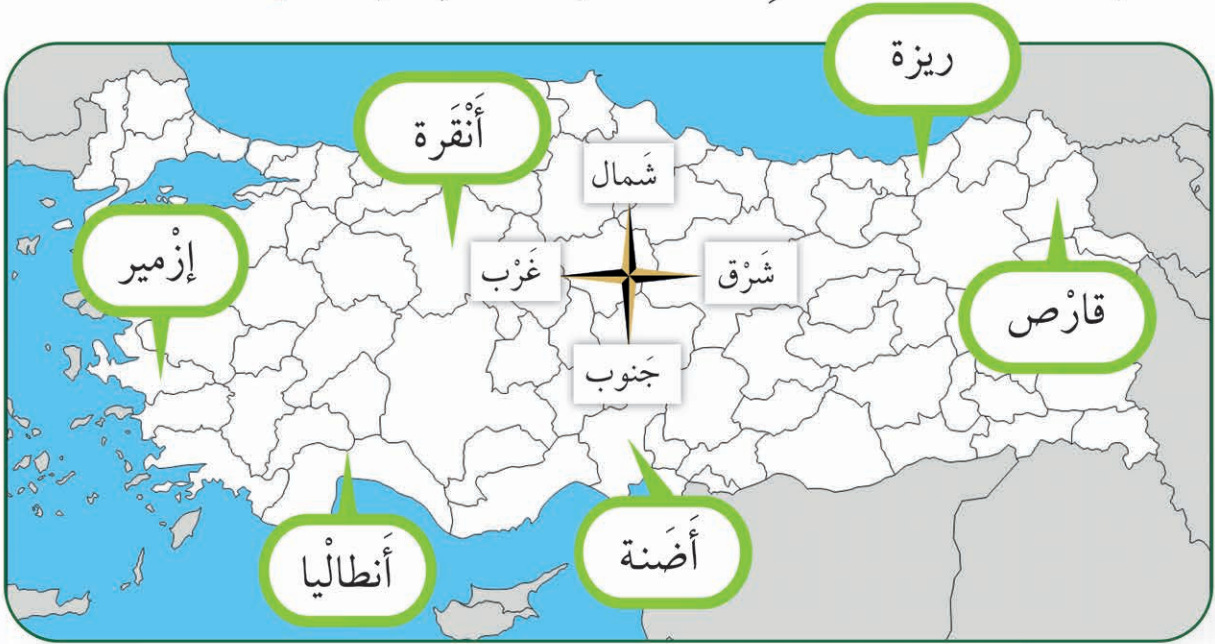 ريزة
أَنْقَرة
شَمال
إزْمير
غَرْب
شَرْق
قارْص
جَنوب
أَضَنة
أَنطالْيا